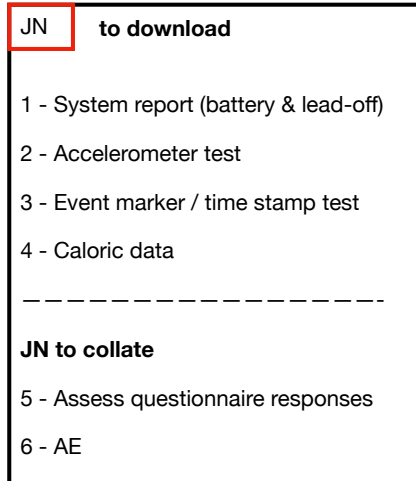 JN to download
1 - System report (battery & lead-off)
2 - Accelerometer test
3 - Event marker / time stamp test
4 - Caloric data
————————————————-
JN to collate
5 - Assess questionnaire responses
6 - AE